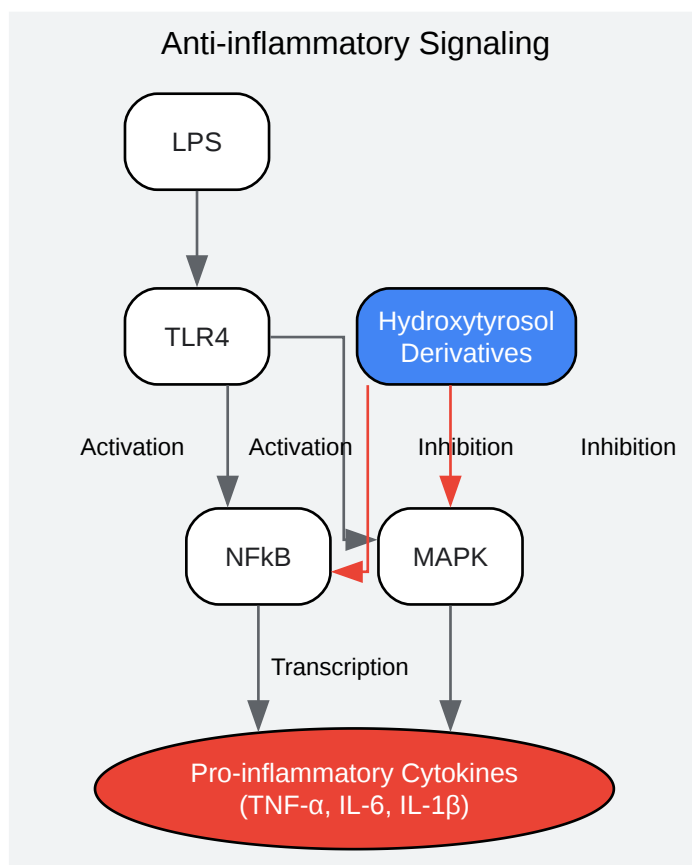 Anti-inflammatory Signaling
LPS
TLR4
Hydroxytyrosol
Derivatives
Activation
Activation
Inhibition
Inhibition
NFkB
MAPK
Transcription
Pro-inflammatory Cytokines
(TNF-α, IL-6, IL-1β)